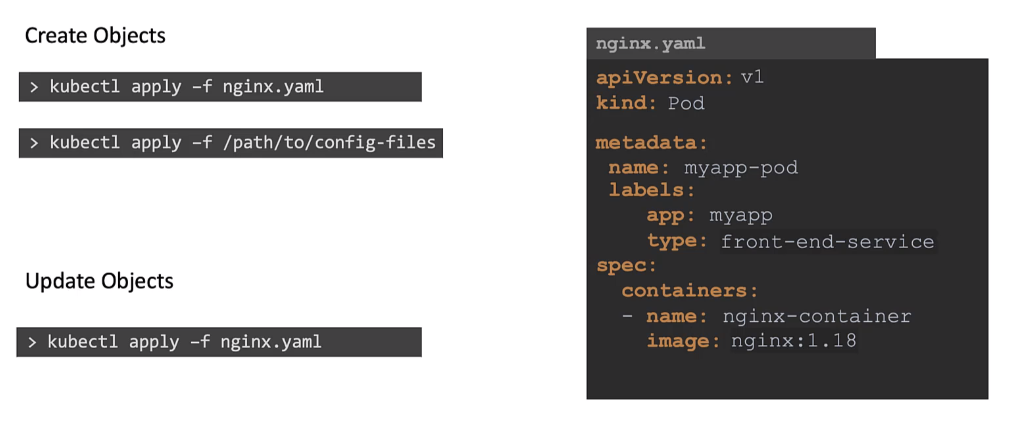 Create Objects
> kubectl apply –f nginx.yaml
> kubectl apply –f /path/to/config-files
Update Objects
> kubectl apply –f nginx.yaml
nginx.yaml
apiVersion: v1
kind: Pod
metadata:
name: myapp-pod
labels:
app: myapp
type: front-end-service
spec:
containers:
- name: nginx-container
image: nginx:1.18